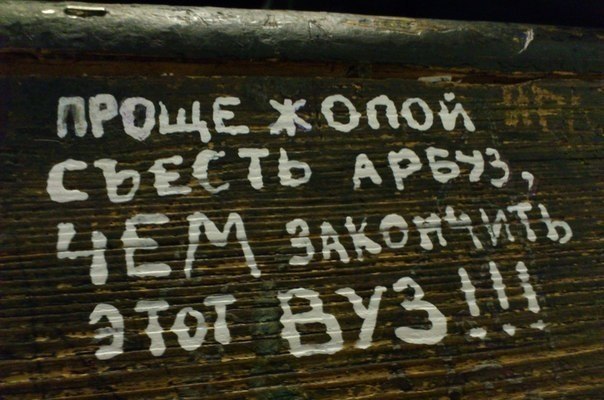 ПРОЩЕ ЖОПОЙ
СЪЕСТЬ АРБУЗ,
ЧЕМ ЗАКОНЧИТЬ
ЭТОТ ВУЗ!!!